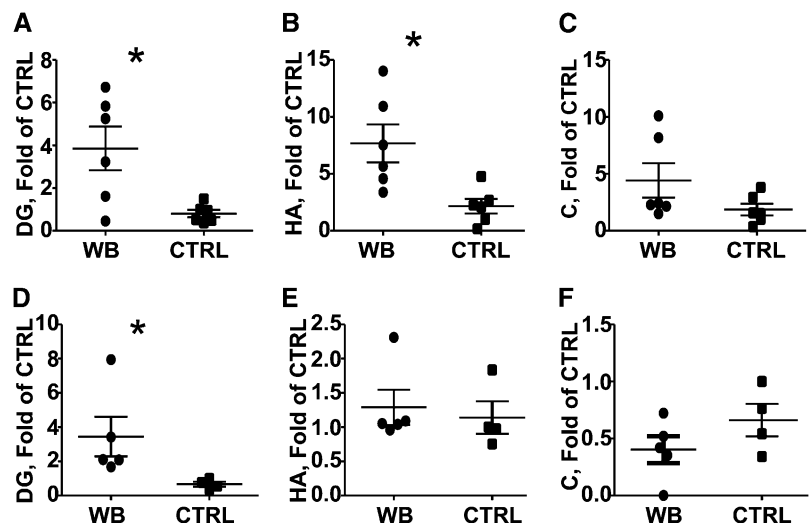 A
DG, Fold of CTRL
8
6
4
2
0
*
WB CTRL
B
HA, Fold of CTRL
15
10
5
0
*
WB CTRL
C
C, Fold of CTRL
15
10
5
0
WB CTRL
D
DG, Fold of CTRL
10
8
6
4
2
0
*
WB CTRL
E
HA, Fold of CTRL
2.5
2.0
1.5
1.0
0.5
0.0
WB CTRL
F
C, Fold of CTRL
1.5
1.0
0.5
0.0
WB CTRL